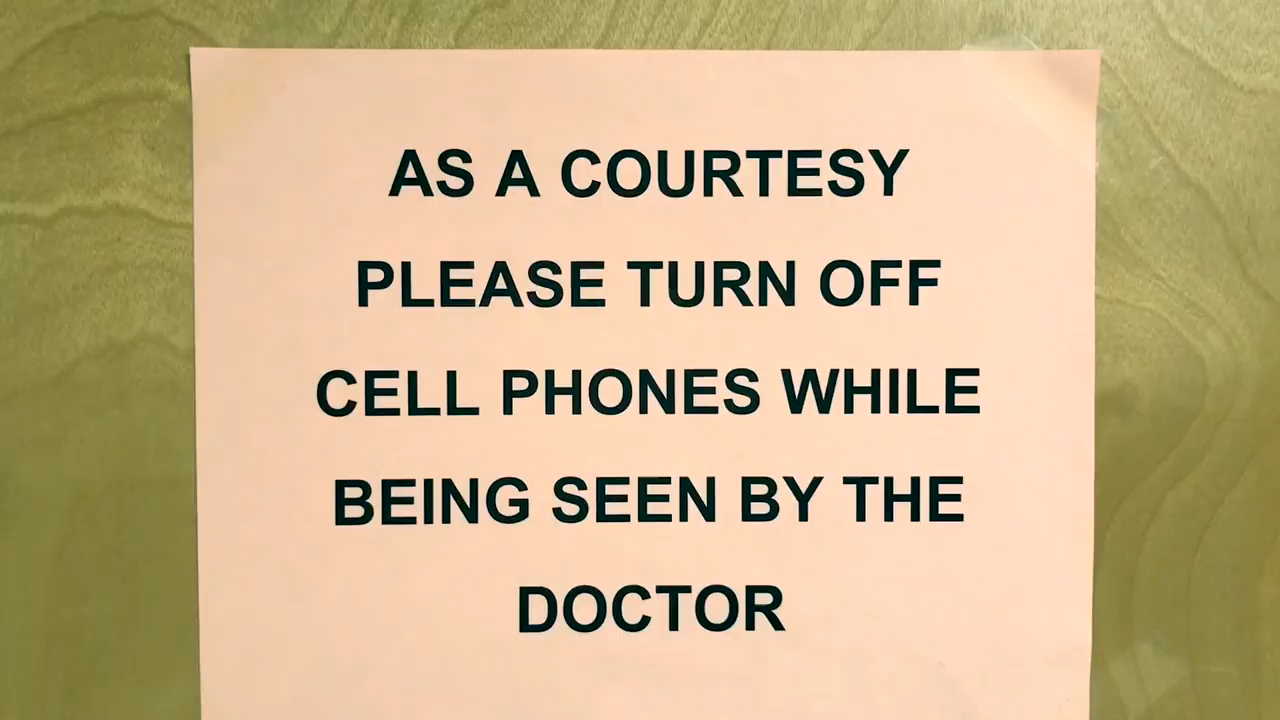 AS A COURTESY
PLEASE TURN OFF
CELL PHONES WHILE
BEING SEEN BY THE
DOCTOR